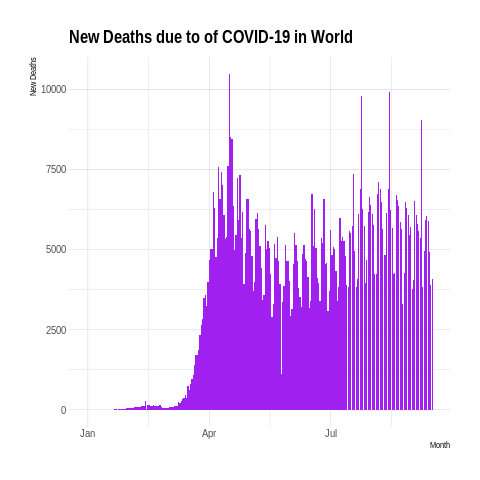 New Deaths due to of COVID-19 in World
New Deaths
10000
7500
5000
2500
0
Jan
Apr
Jul
Month